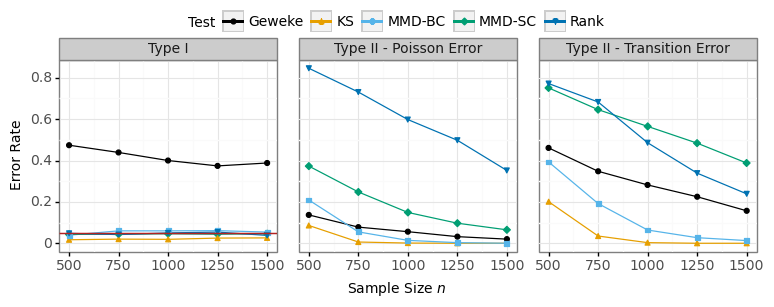 Test Geweke KS MMD-BC MMD-SC Rank
Type I Type II - Poisson Error Type II - Transition Error
Error Rate
0.8
0.6
0.4
0.2
0
500 750 1000 1250 1500 500 750 1000 1250 1500 500 750 1000 1250 1500
Sample Size n